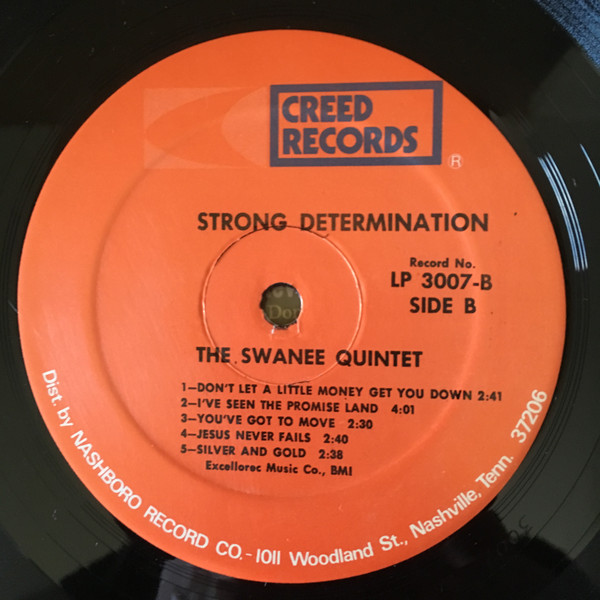 CREED
RECORDS
®
STRONG DETERMINATION
Record No.
LP 3007-B
SIDE B
THE SWANEE QUINTET
1—DON'T LET A LITTLE MONEY GET YOU DOWN 2:41
2—I'VE SEEN THE PROMISE LAND 4:01
3—YOU'VE GOT TO MOVE 2:30
4—JESUS NEVER FAILS 2:40
5—SILVER AND GOLD 2:38
Excellorec Music Co., BMI
Dist. by NASHBORO RECORD CO. - 1011 Woodland St., Nashville, Tenn. 37206